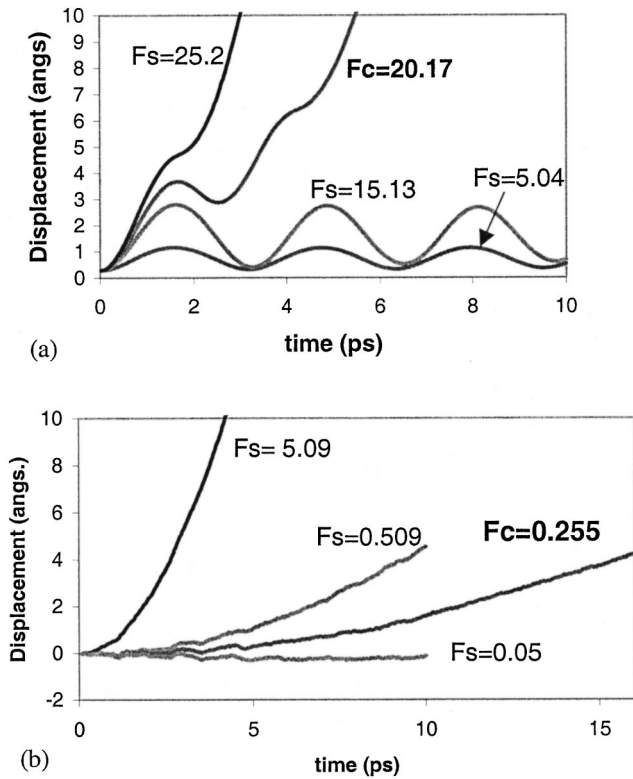 10
9
8
7
6
5
4
3
2
1
0
Displacement (angs)
Fs=25.2
Fc=20.17
Fs=15.13
Fs=5.04
0 2 4 6 8 10
time (ps)
(a)
10
8
6
4
2
0
-2
Displacement (angs.)
Fs= 5.09
Fs=0.509
Fc=0.255
Fs=0.05
0 5 10 15
time (ps)
(b)